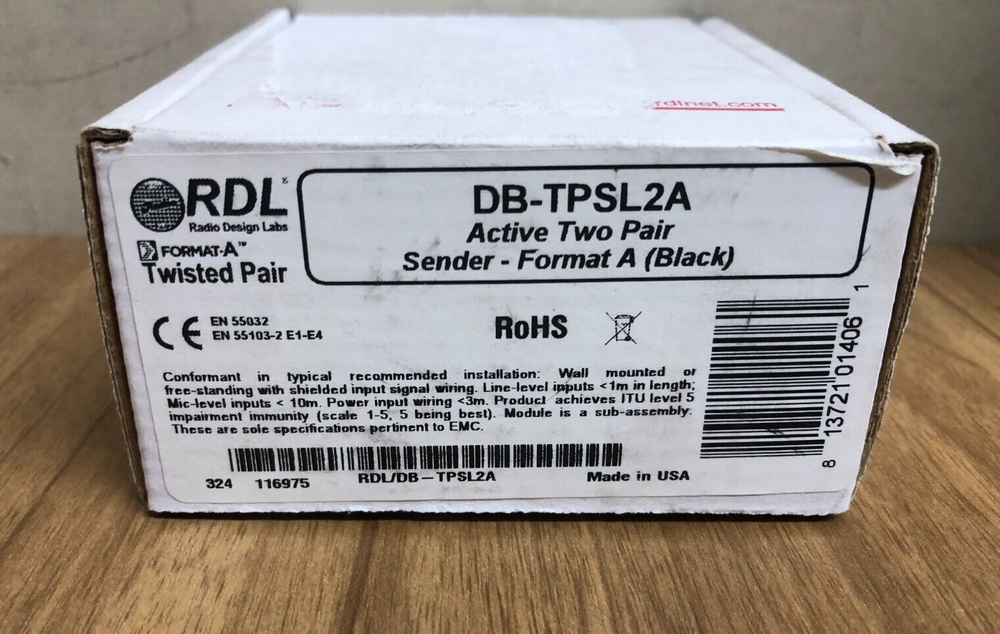 rdlnet.com
RDL®
Radio Design Labs
FORMAT-A™
Twisted Pair
DB-TPSL2A
Active Two Pair
Sender - Format A (Black)
CE EN 55032
EN 55103-2 E1-E4
RoHS
Conformant in typical recommended installation: Wall mounted or
free-standing with shielded input signal wiring. Line-level inputs <1m in length;
Mic-level inputs < 10m. Power input wiring <3m. Product achieves ITU level 5
impairment immunity (scale 1-5, 5 being best). Module is a sub-assembly.
These are sole specifications pertinent to EMC.
324 116975 RDL/DB-TPSL2A Made in USA
8 13721 01406 1